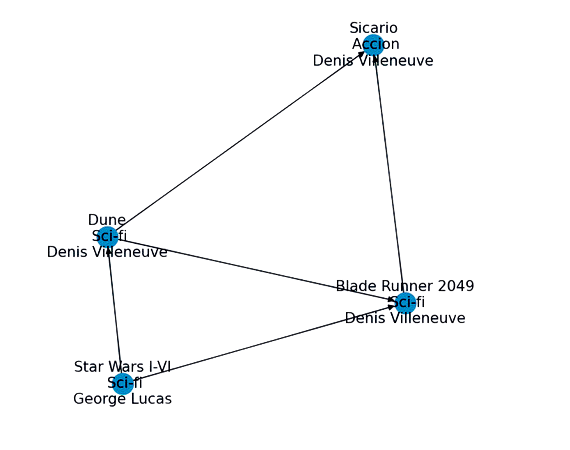 Sicario
Accion
Denis Villeneuve
Dune
Sci-fi
Denis Villeneuve
Blade Runner 2049
Sci-fi
Denis Villeneuve
Star Wars I-VI
Sci-fi
George Lucas